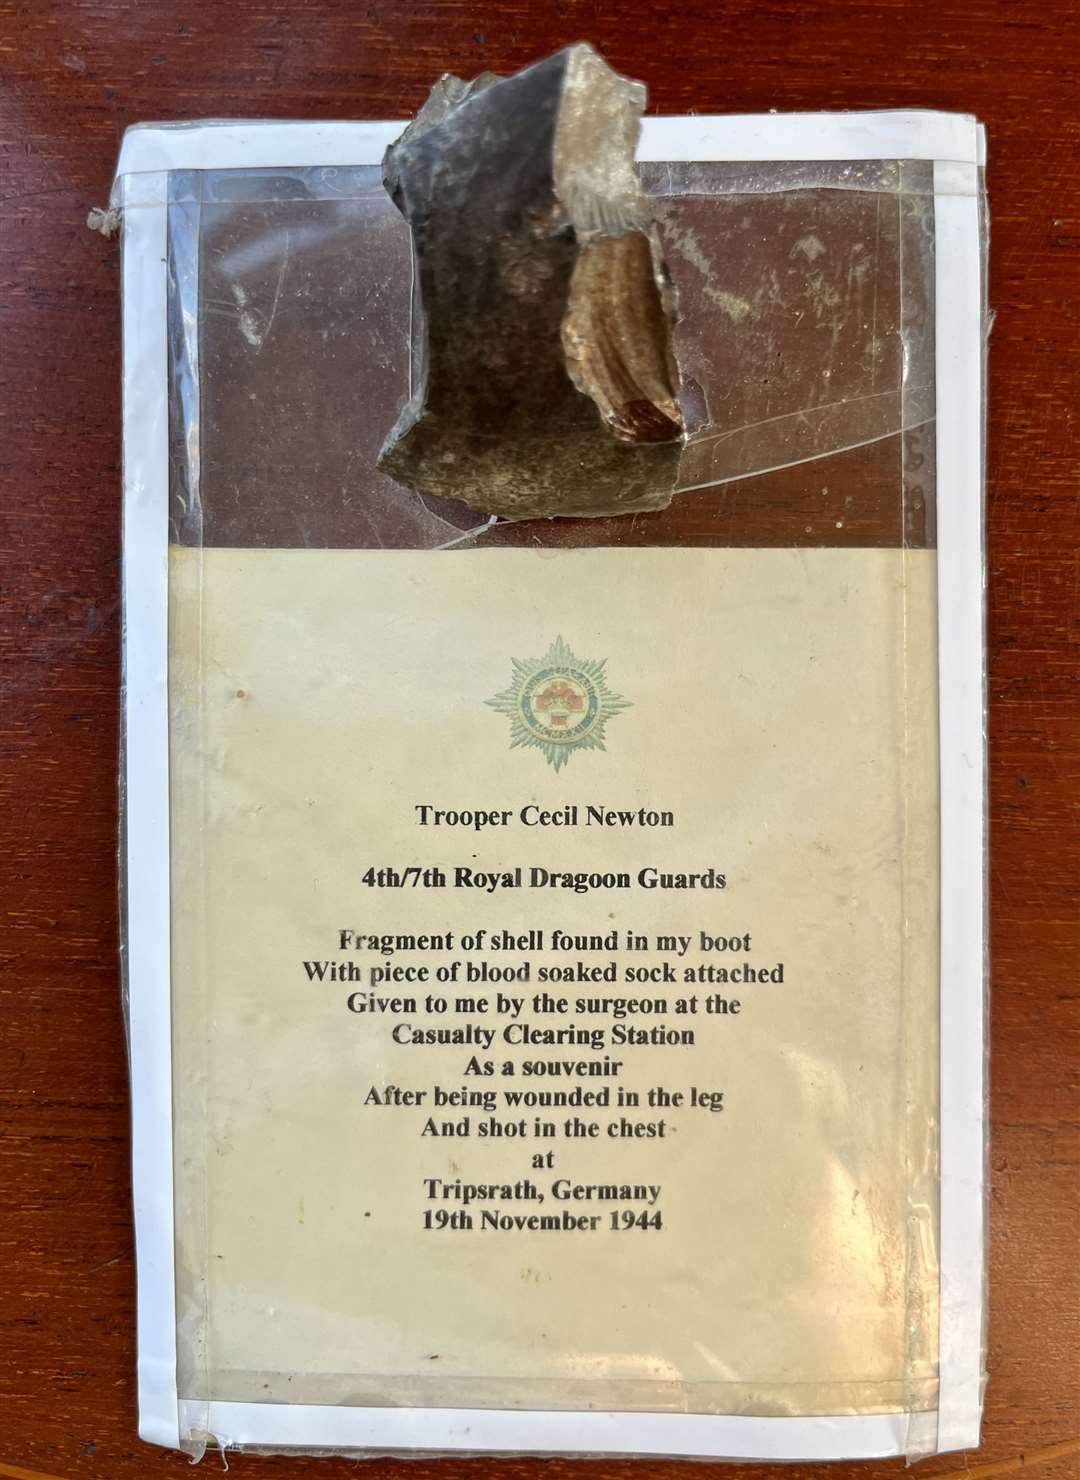 MCMXXII
Trooper Cecil Newton
4th/7th Royal Dragoon Guards
Fragment of shell found in my boot
With piece of blood soaked sock attached
Given to me by the surgeon at the
Casualty Clearing Station
As a souvenir
After being wounded in the leg
And shot in the chest
at
Tripsrath, Germany
19th November 1944